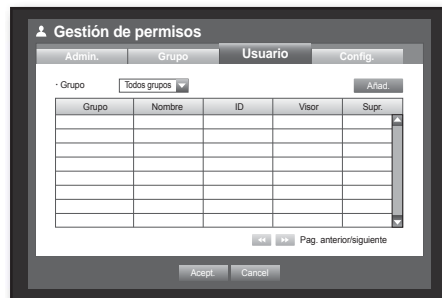 Gestión de permisos
Admin. Grupo Usuario Config.
· Grupo Todos grupos Añad.
Grupo Nombre ID Visor Supr.
Pag. anterior/siguiente
Acept. Cancel